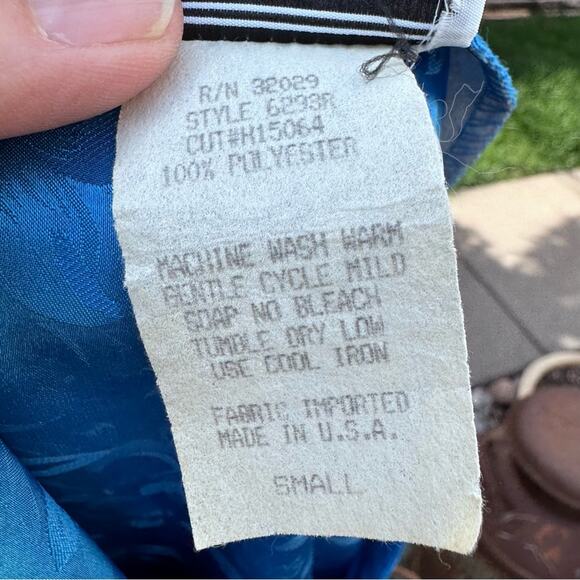 R/N 32029
STYLE 6293R
CUT#H15064
100% POLYESTER
MACHINE WASH WARM
GENTLE CYCLE MILD
SOAP NO BLEACH
TUMBLE DRY LOW
USE COOL IRON
FABRIC IMPORTED
MADE IN U.S.A.
SMALL